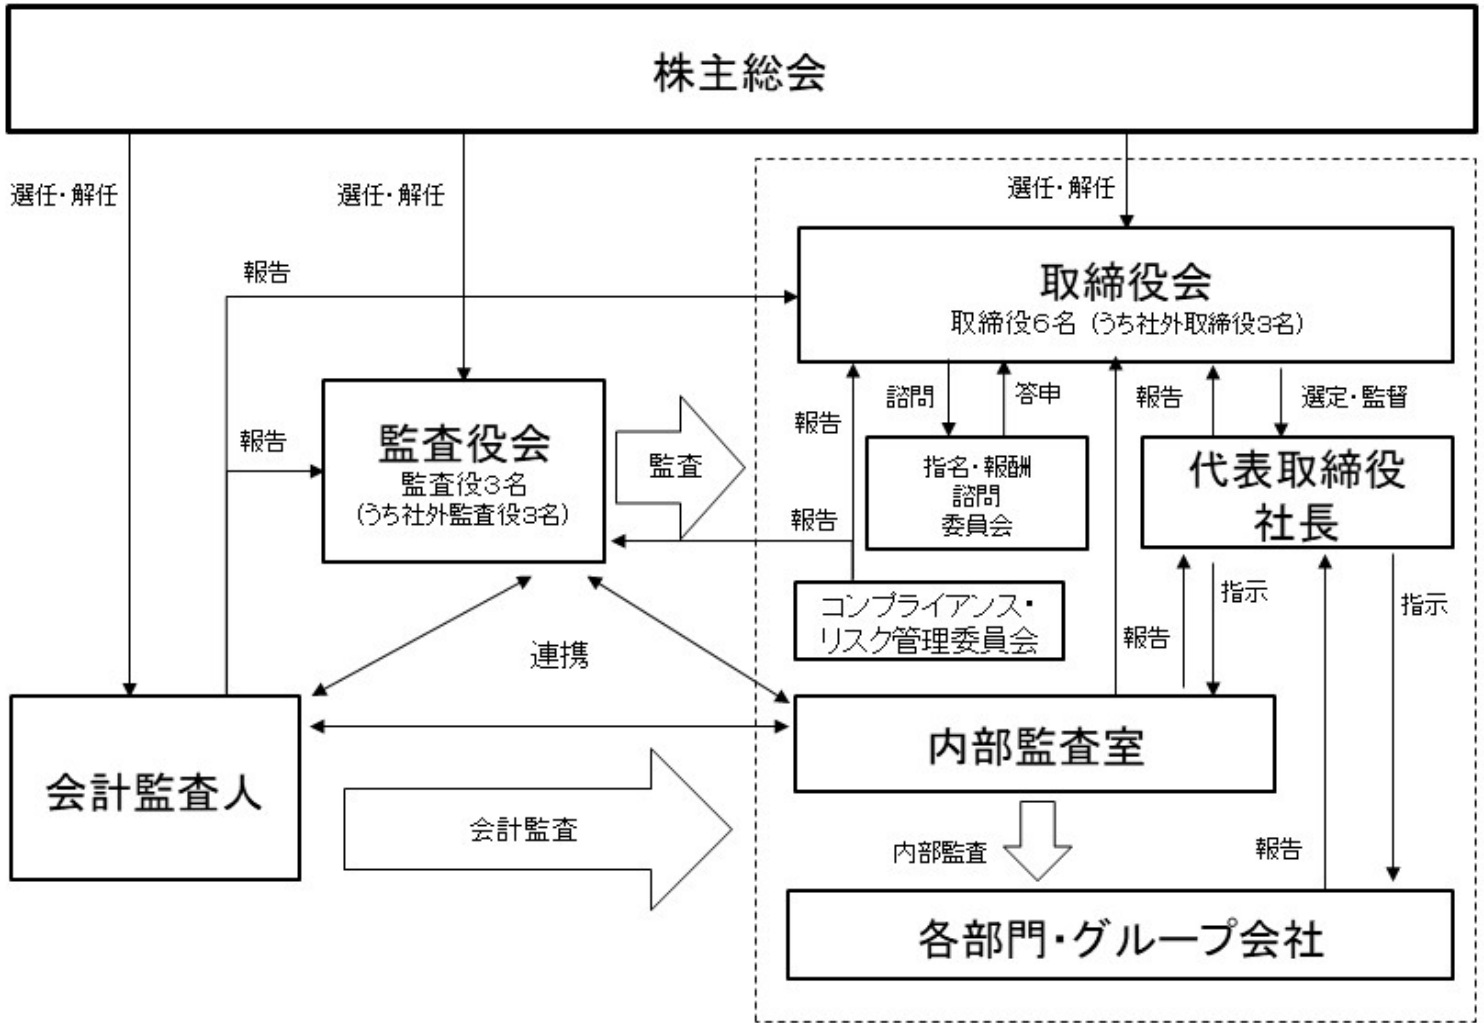 株主総会
選任・解任
選任・解任
選任・解任
報告
取締役会
取締役6名（うち社外取締役3名）
報告
監査役会
監査役3名
（うち社外監査役3名）
監査
報告
諮問
答申
報告
選定・監督
指名・報酬
諮問
委員会
代表取締役
社長
報告
コンプライアンス・
リスク管理委員会
連携
報告
指示
指示
会計監査人
内部監査室
会計監査
内部監査
報告
各部門・グループ会社